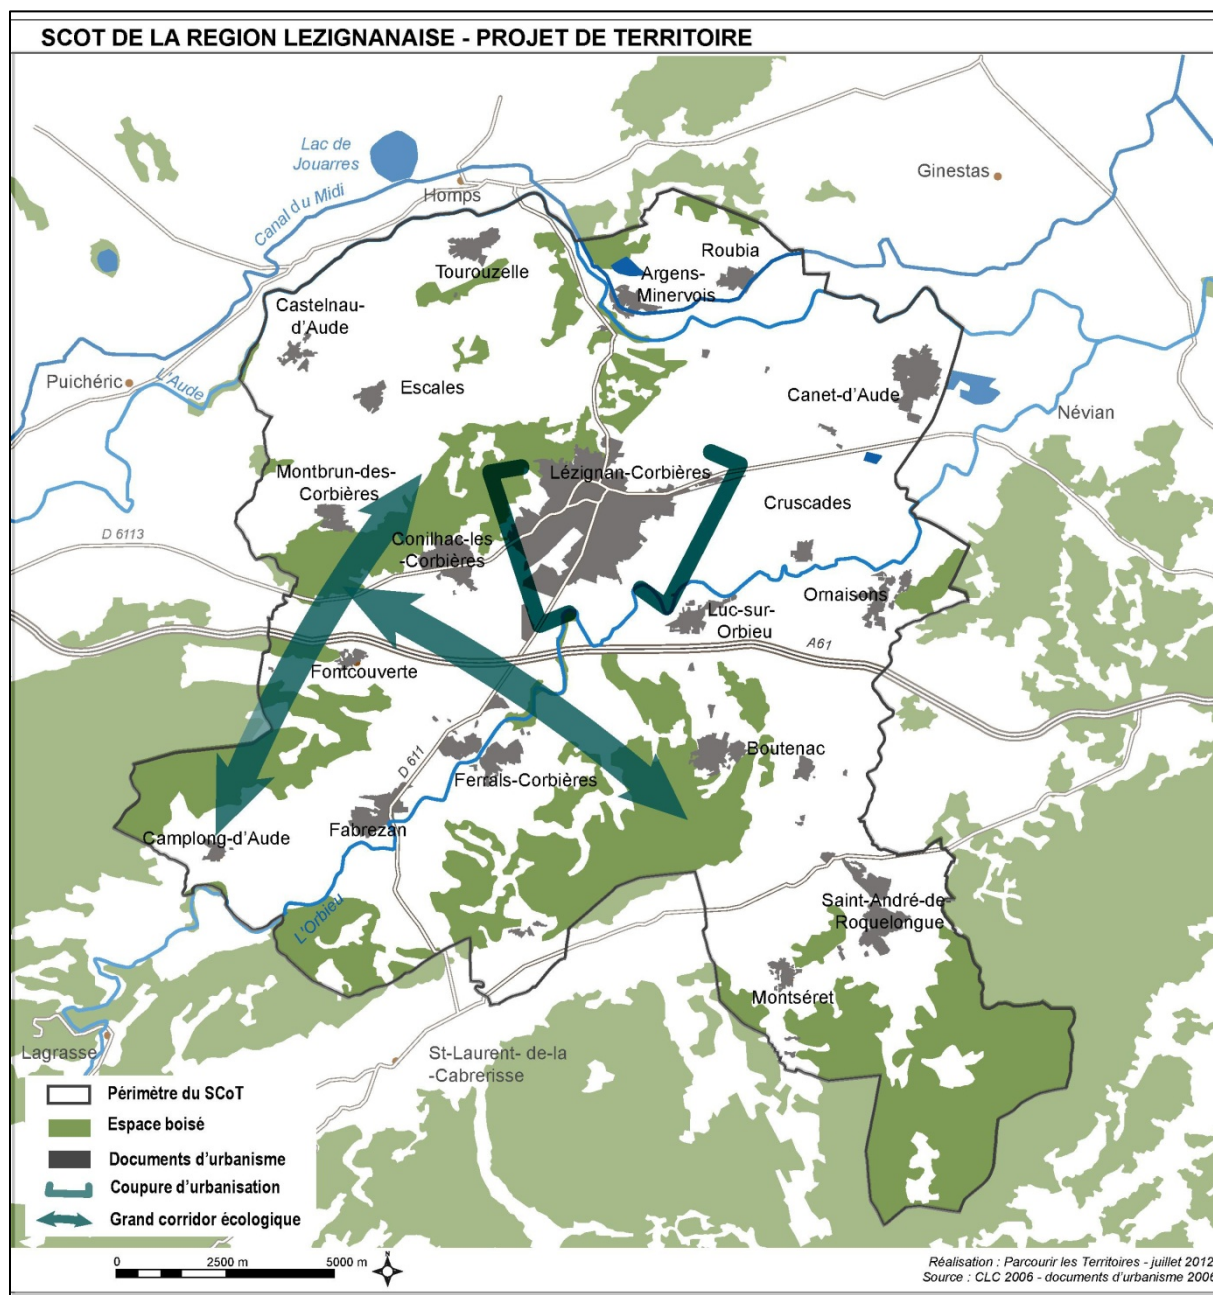 SCOT DE LA REGION LEZIGNANAISE - PROJET DE TERRITOIRE
Lac de
Jouarres
Canal du Midi
Homps
Ginestas
Tourouzelle
Roubia
Argens-
Minervois
Castelnau-
d'Aude
Puichéric
L'Aude
Escales
Canet-d'Aude
Névian
Montbrun-des-
Corbières
Lézignan-Corbières
Cruscades
D 6113
Conilhac-les
-Corbières
Ornaisons
Luc-sur-
Orbieu
A61
Fontcouverte
D 611
Boutenac
Ferrals-Corbières
Fabrezan
Camplong-d'Aude
L'Orbieu
Saint-André-de-
Roquelongue
Montséret
Lagrasse
St-Laurent- de-la
-Cabrerisse
Périmètre du SCoT
Espace boisé
Documents d'urbanisme
Coupure d'urbanisation
Grand corridor écologique
0 2500 m 5000 m
N
Réalisation : Parcourir les Territoires - juillet 2012
Source : CLC 2006 - documents d'urbanisme 2006